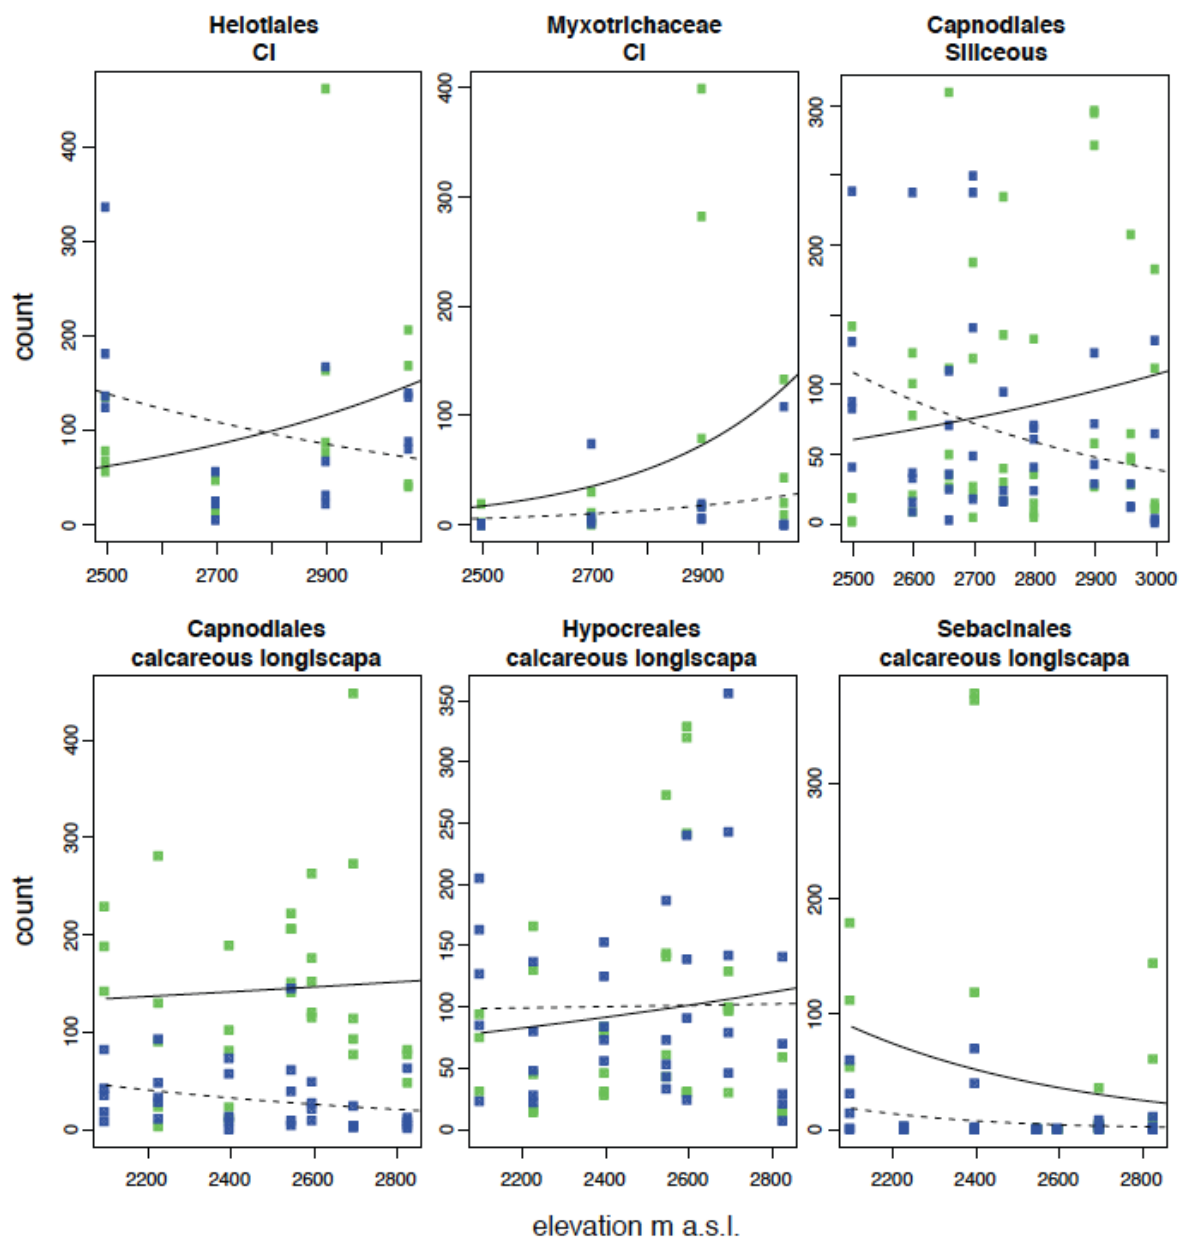 Helotiales
CI
Myxotrichaceae
CI
Capnodiales
Siliceous
count
0 100 200 300 400
2500 2700 2900
0 100 200 300 400
2500 2700 2900
0 50 100 200 300
2500 2600 2700 2800 2900 3000
Capnodiales
calcareous longiscapa
Hypocreales
calcareous longiscapa
Sebacinales
calcareous longiscapa
count
0 100 200 300 400
2200 2400 2600 2800
0 50 100 150 200 250 300 350
2200 2400 2600 2800
0 100 200 300
2200 2400 2600 2800
elevation m a.s.l.